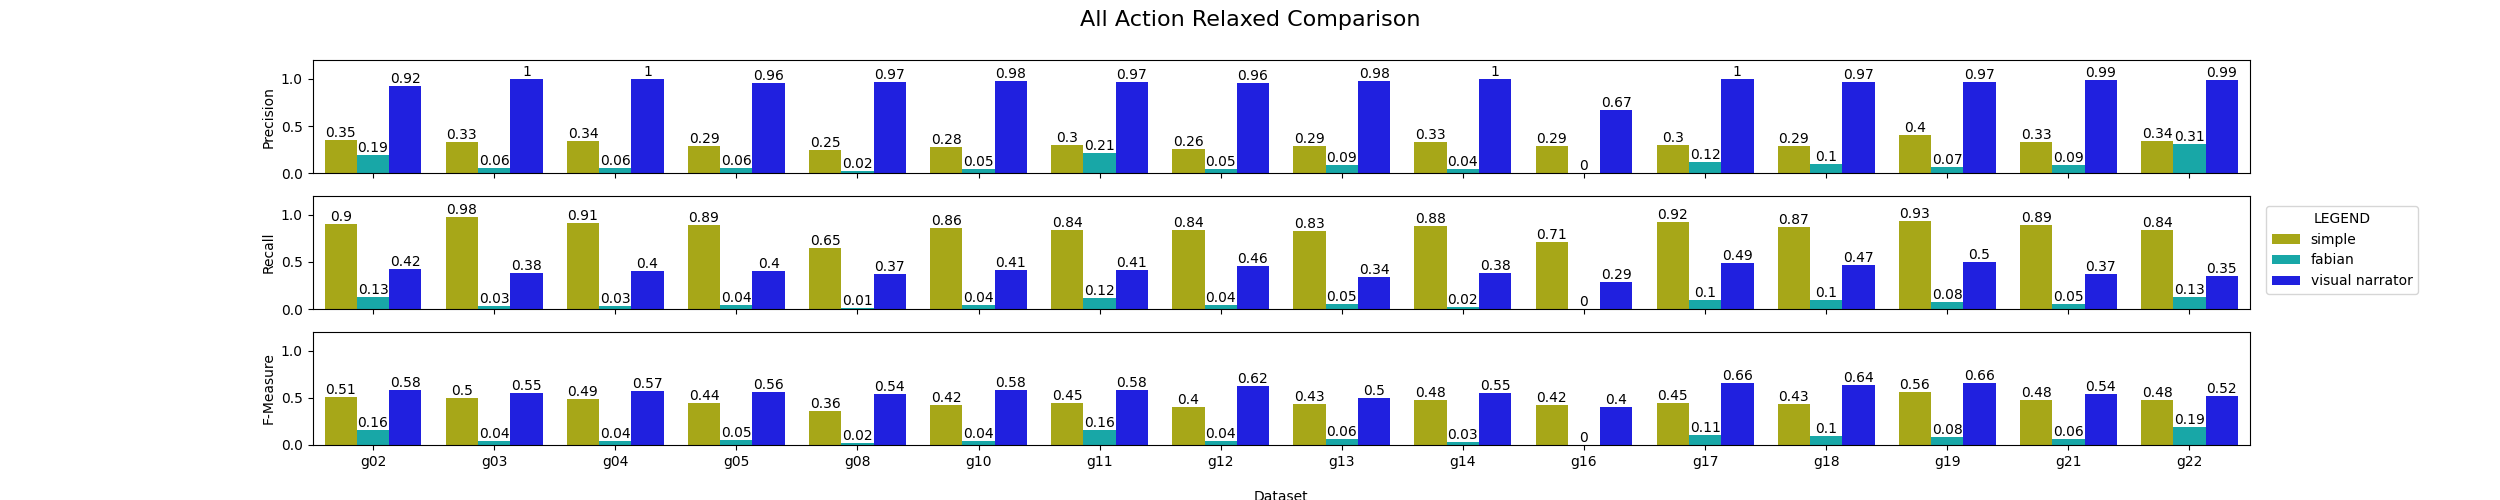 All Action Relaxed Comparison
Precision
1.0
0.5
0.0
0.35 0.19 0.92 0.33 0.06 1 0.34 0.06 1 0.29 0.06 0.96 0.25 0.02 0.97 0.28 0.05 0.98 0.3 0.21 0.97 0.26 0.05 0.96 0.29 0.09 0.98 0.33 0.04 1 0.29 0 0.67 0.3 0.12 1 0.29 0.1 0.97 0.4 0.07 0.97 0.33 0.09 0.99 0.34 0.31 0.99
Recall
1.0
0.5
0.0
0.9 0.13 0.42 0.98 0.03 0.38 0.91 0.03 0.4 0.89 0.04 0.4 0.65 0.01 0.37 0.86 0.04 0.41 0.84 0.12 0.41 0.84 0.04 0.46 0.83 0.05 0.34 0.88 0.02 0.38 0.71 0 0.29 0.92 0.1 0.49 0.87 0.1 0.47 0.93 0.08 0.5 0.89 0.05 0.37 0.84 0.13 0.35
LEGEND
simple
fabian
visual narrator
F-Measure
1.0
0.5
0.0
0.51 0.16 0.58 0.5 0.04 0.55 0.49 0.04 0.57 0.44 0.05 0.56 0.36 0.02 0.54 0.42 0.04 0.58 0.45 0.16 0.58 0.4 0.04 0.62 0.43 0.06 0.5 0.48 0.03 0.55 0.42 0 0.4 0.45 0.11 0.66 0.43 0.1 0.64 0.56 0.08 0.66 0.48 0.06 0.54 0.48 0.19 0.52
g02 g03 g04 g05 g08 g10 g11 g12 g13 g14 g16 g17 g18 g19 g21 g22
Dataset